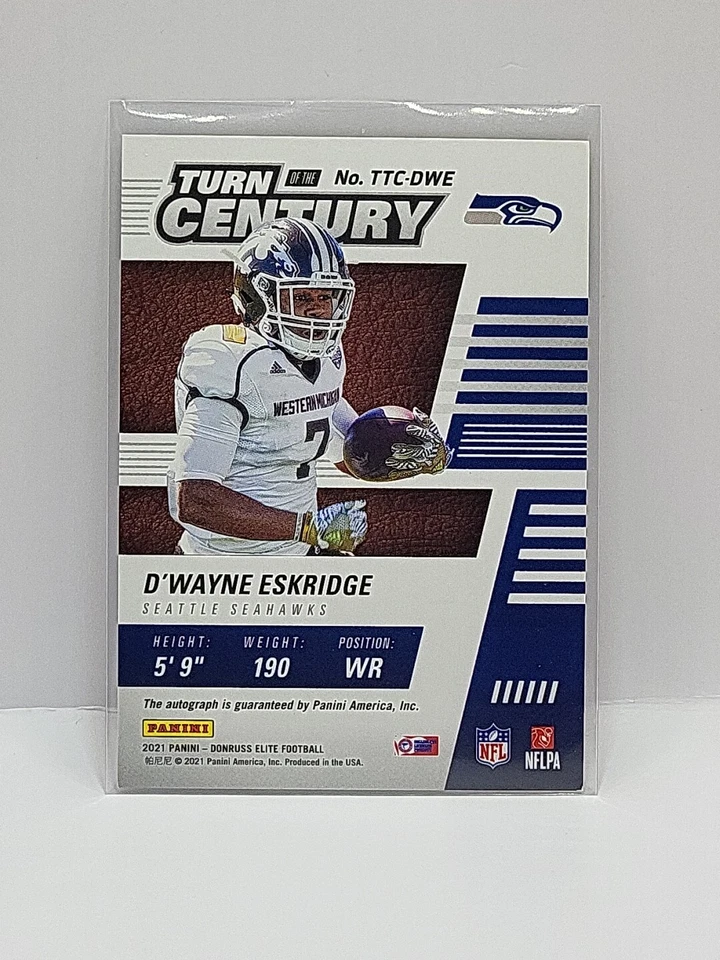 TURN OF THE No. TTC-DWE
CENTURY
WESTERN MICHIGAN
7
D'WAYNE ESKRIDGE
SEATTLE SEAHAWKS
HEIGHT: WEIGHT: POSITION:
5' 9" 190 WR
The autograph is guaranteed by Panini America, Inc.
PANINI
2021 PANINI – DONRUSS ELITE FOOTBALL
帕尼尼 © 2021 Panini America, Inc. Produced in the USA.
NFL
NFLPA